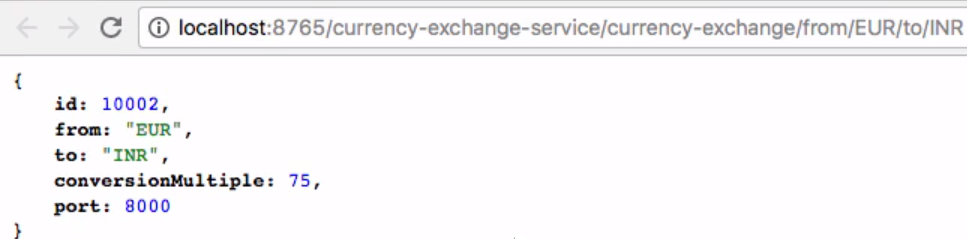 localhost:8765/currency-exchange-service/currency-exchange/from/EUR/to/INR
{
id: 10002,
from: "EUR",
to: "INR",
conversionMultiple: 75,
port: 8000
}